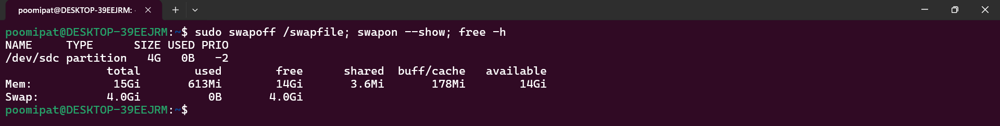 poomipat@DESKTOP-39EEJRM: ·
poomipat@DESKTOP-39EEJRM:~$ sudo swapoff /swapfile; swapon --show; free -h
NAME     TYPE      SIZE USED PRIO
/dev/sdc partition   4G   0B   -2
               total        used        free      shared  buff/cache   available
Mem:            15Gi       613Mi        14Gi       3.6Mi       178Mi        14Gi
Swap:          4.0Gi          0B       4.0Gi
poomipat@DESKTOP-39EEJRM:~$